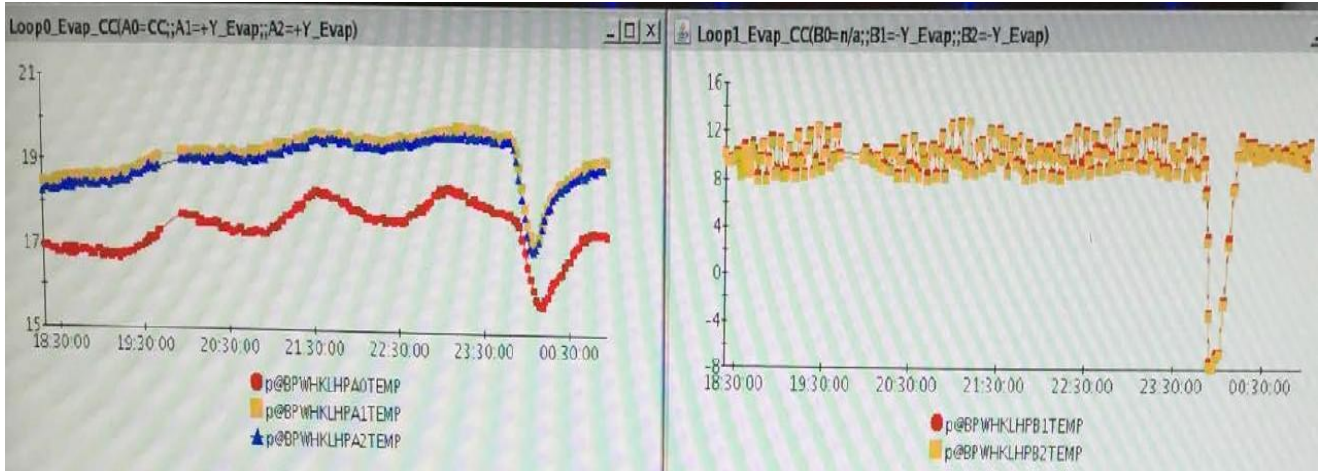 Loop0_Evap_CC(A0=CC;;A1=+Y_Evap;;A2=+Y_Evap)
21
19
17
15
18:30:00 19:30:00 20:30:00 21:30:00 22:30:00 23:30:00 00:30:00
p@BPWHKLHPA0TEMP
p@BPWHKLHPA1TEMP
p@BPWHKLHPA2TEMP
Loop1_Evap_CC(B0=n/a;;B1=-Y_Evap;;B2=-Y_Evap)
16
12
8
4
0
-4
-8
18:30:00 19:30:00 20:30:00 21:30:00 22:30:00 23:30:00 00:30:00
p@BPWHKLHPB1TEMP
p@BPWHKLHPB2TEMP